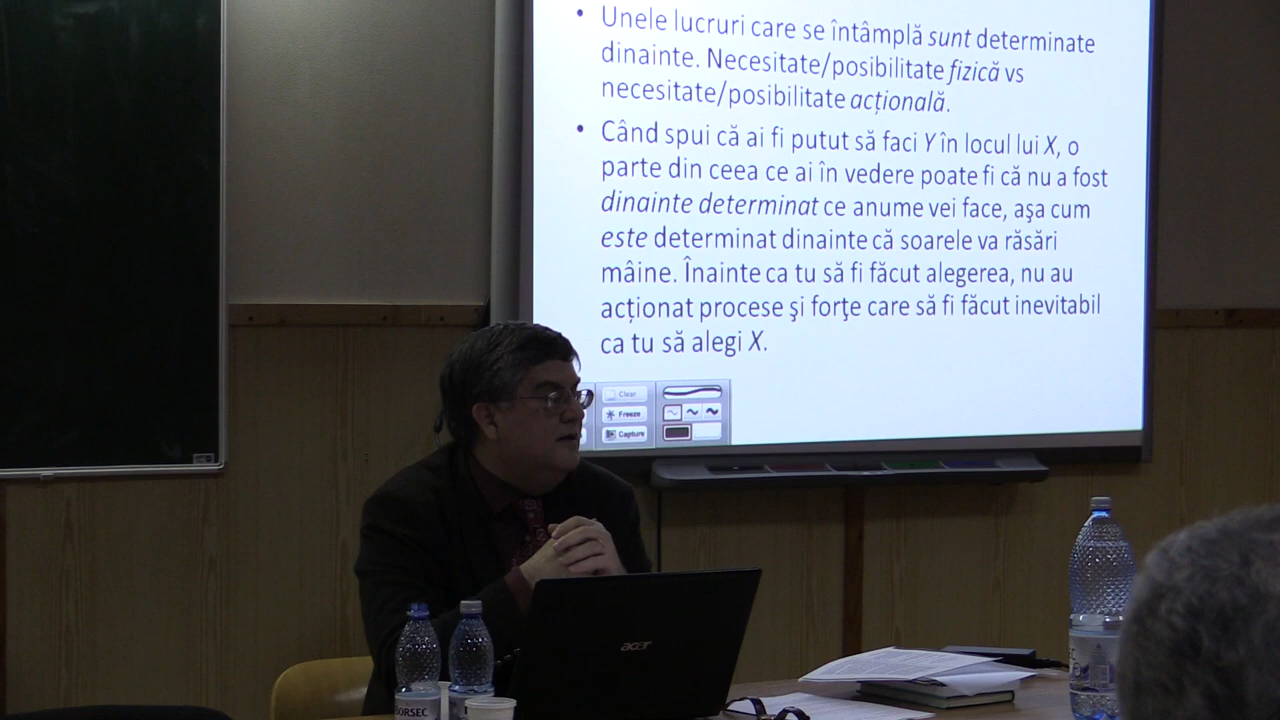 • Unele lucruri care se întâmplă sunt determinate
dinainte. Necesitate/posibilitate fizică vs
necesitate/posibilitate acțională.
• Când spui că ai fi putut să faci Y în locul lui X, o
parte din ceea ce ai în vedere poate fi că nu a fost
dinainte determinat ce anume vei face, aşa cum
este determinat dinainte că soarele va răsări
mâine. Înainte ca tu să fi făcut alegerea, nu au
acționat procese şi forţe care să fi făcut inevitabil
ca tu să alegi X.
Clear
Freeze
Capture
acer
BORSEC